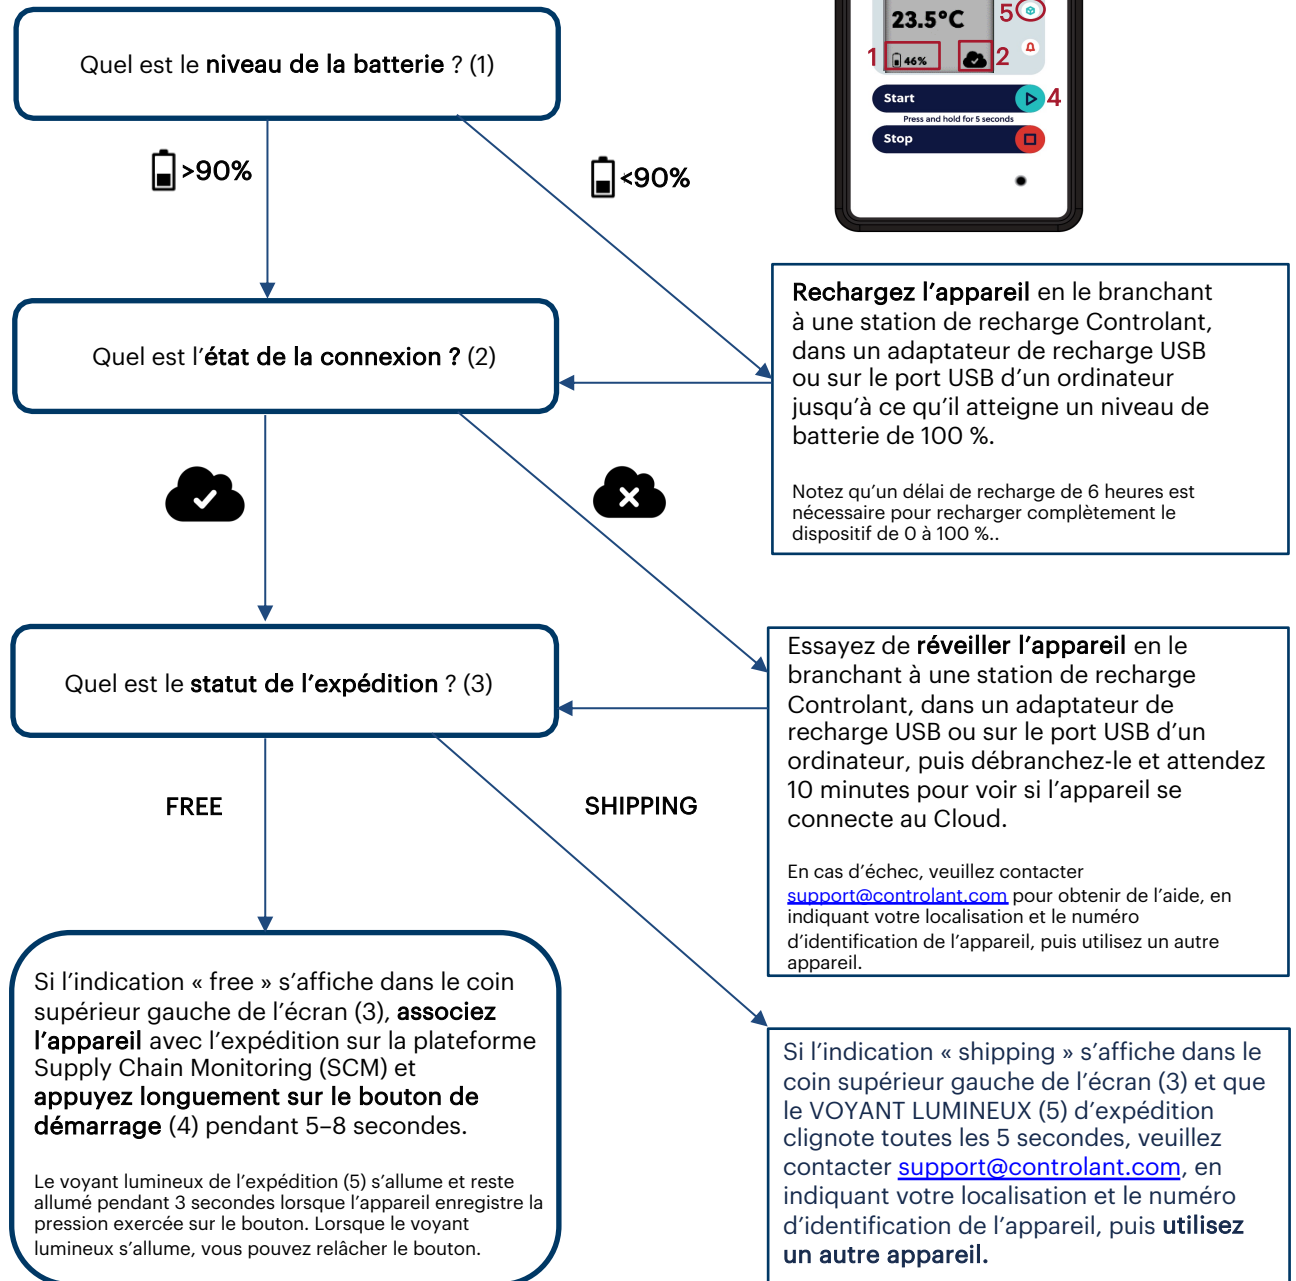 23.5°C
5
1
46%
2
Start
4
Press and hold for 5 seconds
Stop
Quel est le niveau de la batterie ? (1)
>90%
<90%
Rechargez l’appareil en le branchant
à une station de recharge Controlant,
dans un adaptateur de recharge USB
ou sur le port USB d’un ordinateur
jusqu’à ce qu’il atteigne un niveau de
batterie de 100 %.
Notez qu’un délai de recharge de 6 heures est
nécessaire pour recharger complètement le
dispositif de 0 à 100 %..
Quel est l’état de la connexion ? (2)
Essayez de réveiller l’appareil en le
branchant à une station de recharge
Controlant, dans un adaptateur de
recharge USB ou sur le port USB d’un
ordinateur, puis débranchez-le et attendez
10 minutes pour voir si l’appareil se
connecte au Cloud.
En cas d’échec, veuillez contacter
support@controlant.com pour obtenir de l’aide, en
indiquant votre localisation et le numéro
d’identification de l’appareil, puis utilisez un autre
appareil.
Quel est le statut de l’expédition ? (3)
FREE
SHIPPING
Si l’indication « free » s’affiche dans le coin
supérieur gauche de l’écran (3), associez
l’appareil avec l’expédition sur la plateforme
Supply Chain Monitoring (SCM) et
appuyez longuement sur le bouton de
démarrage (4) pendant 5–8 secondes.
Le voyant lumineux de l’expédition (5) s’allume et reste
allumé pendant 3 secondes lorsque l’appareil enregistre la
pression exercée sur le bouton. Lorsque le voyant
lumineux s’allume, vous pouvez relâcher le bouton.
Si l’indication « shipping » s’affiche dans le
coin supérieur gauche de l’écran (3) et que
le VOYANT LUMINEUX (5) d’expédition
clignote toutes les 5 secondes, veuillez
contacter support@controlant.com, en
indiquant votre localisation et le numéro
d’identification de l’appareil, puis utilisez
un autre appareil.